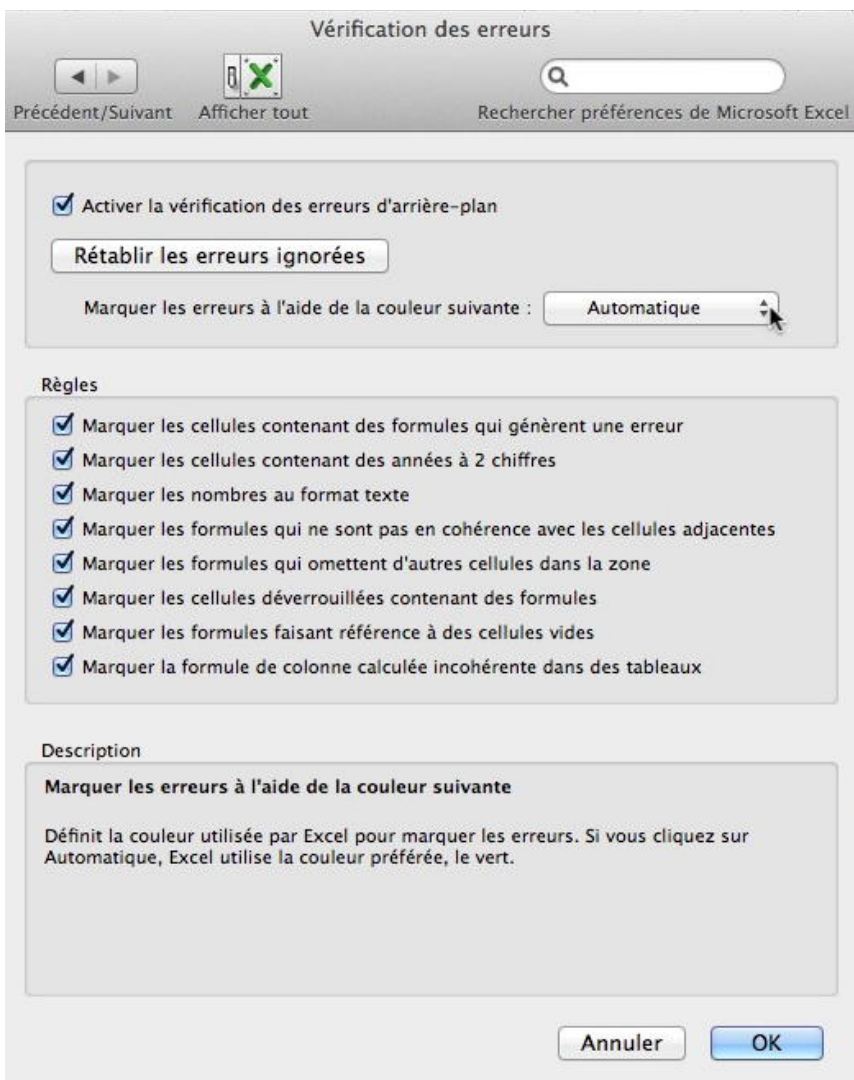 Vérification des erreurs
Précédent/Suivant
Afficher tout
Rechercher préférences de Microsoft Excel
Activer la vérification des erreurs d'arrière-plan
Rétablir les erreurs ignorées
Marquer les erreurs à l'aide de la couleur suivante :
Automatique
Règles
Marquer les cellules contenant des formules qui génèrent une erreur
Marquer les cellules contenant des années à 2 chiffres
Marquer les nombres au format texte
Marquer les formules qui ne sont pas en cohérence avec les cellules adjacentes
Marquer les formules qui omettent d'autres cellules dans la zone
Marquer les cellules déverrouillées contenant des formules
Marquer les formules faisant référence à des cellules vides
Marquer la formule de colonne calculée incohérente dans des tableaux
Description
Marquer les erreurs à l'aide de la couleur suivante
Définit la couleur utilisée par Excel pour marquer les erreurs. Si vous cliquez sur
Automatique, Excel utilise la couleur préférée, le vert.
Annuler
OK